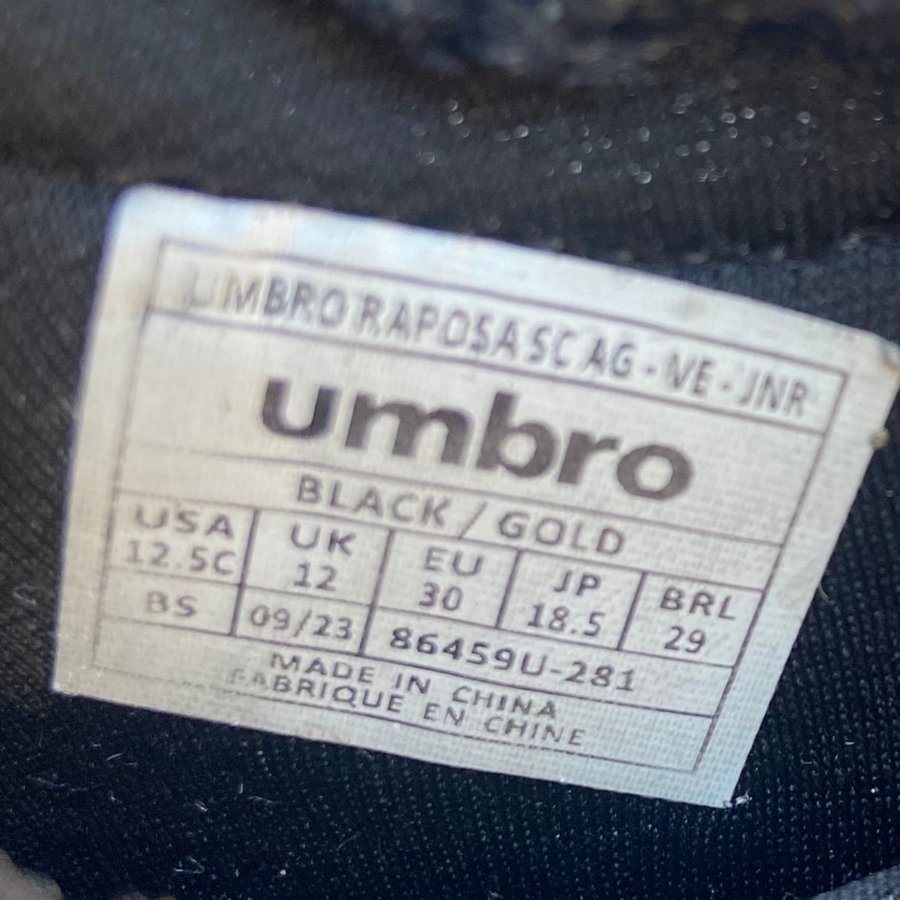 UMBRO RAPOSA SC AG - VE - JNR
umbro
BLACK / GOLD
USA UK EU JP BRL
12.5C 12 30 18.5 29
BS 09/23 86459U-281
MADE IN CHINA
FABRIQUE EN CHINE